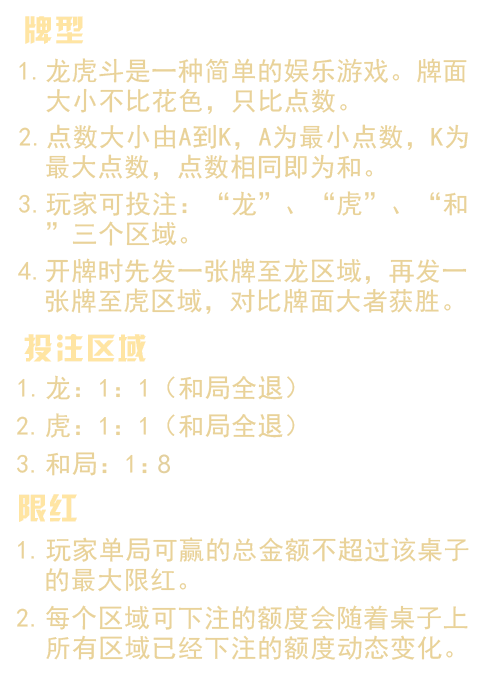 牌型
1. 龙虎斗是一种简单的娱乐游戏。牌面
大小不比花色，只比点数。
2. 点数大小由A到K，A为最小点数，K为
最大点数，点数相同即为和。
3. 玩家可投注：“龙”、“虎”、“和
”三个区域。
4. 开牌时先发一张牌至龙区域，再发一
张牌至虎区域，对比牌面大者获胜。
投注区域
1. 龙：1：1（和局全退）
2. 虎：1：1（和局全退）
3. 和局：1：8
限红
1. 玩家单局可赢的总金额不超过该桌子
的最大限红。
2. 每个区域可下注的额度会随着桌子上
所有区域已经下注的额度动态变化。